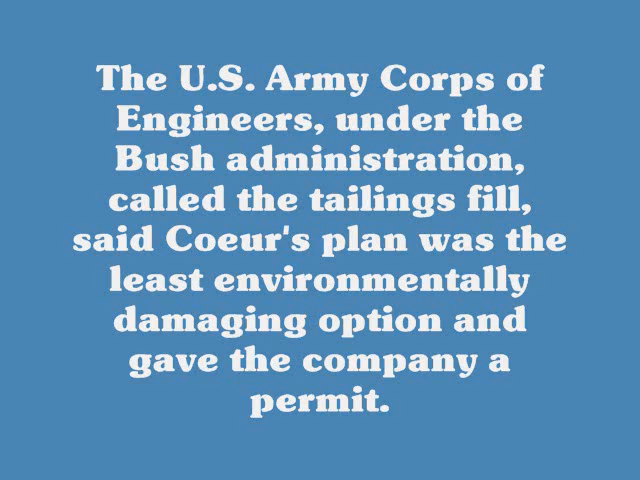 The U.S. Army Corps of
Engineers, under the
Bush administration,
called the tailings fill,
said Coeur's plan was the
least environmentally
damaging option and
gave the company a
permit.